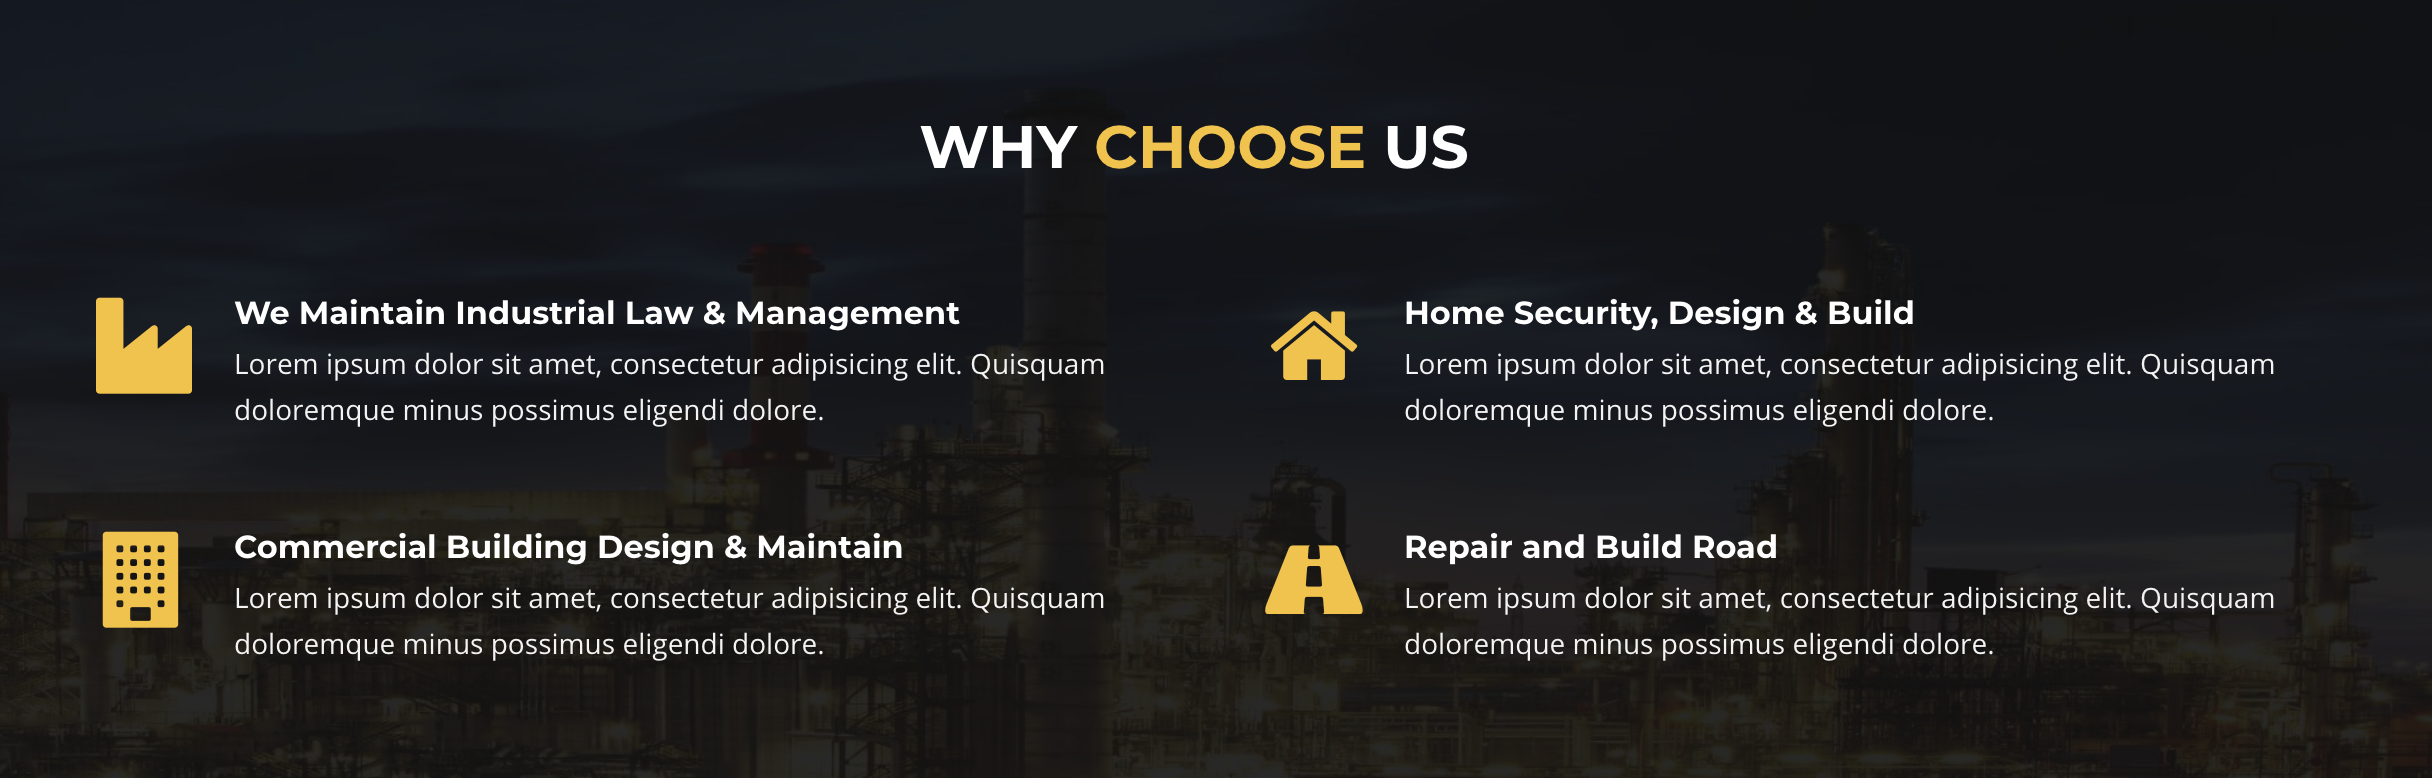 WHY CHOOSE US
We Maintain Industrial Law & Management
Lorem ipsum dolor sit amet, consectetur adipisicing elit. Quisquam
doloremque minus possimus eligendi dolore.
Home Security, Design & Build
Lorem ipsum dolor sit amet, consectetur adipisicing elit. Quisquam
doloremque minus possimus eligendi dolore.
Commercial Building Design & Maintain
Lorem ipsum dolor sit amet, consectetur adipisicing elit. Quisquam
doloremque minus possimus eligendi dolore.
Repair and Build Road
Lorem ipsum dolor sit amet, consectetur adipisicing elit. Quisquam
doloremque minus possimus eligendi dolore.